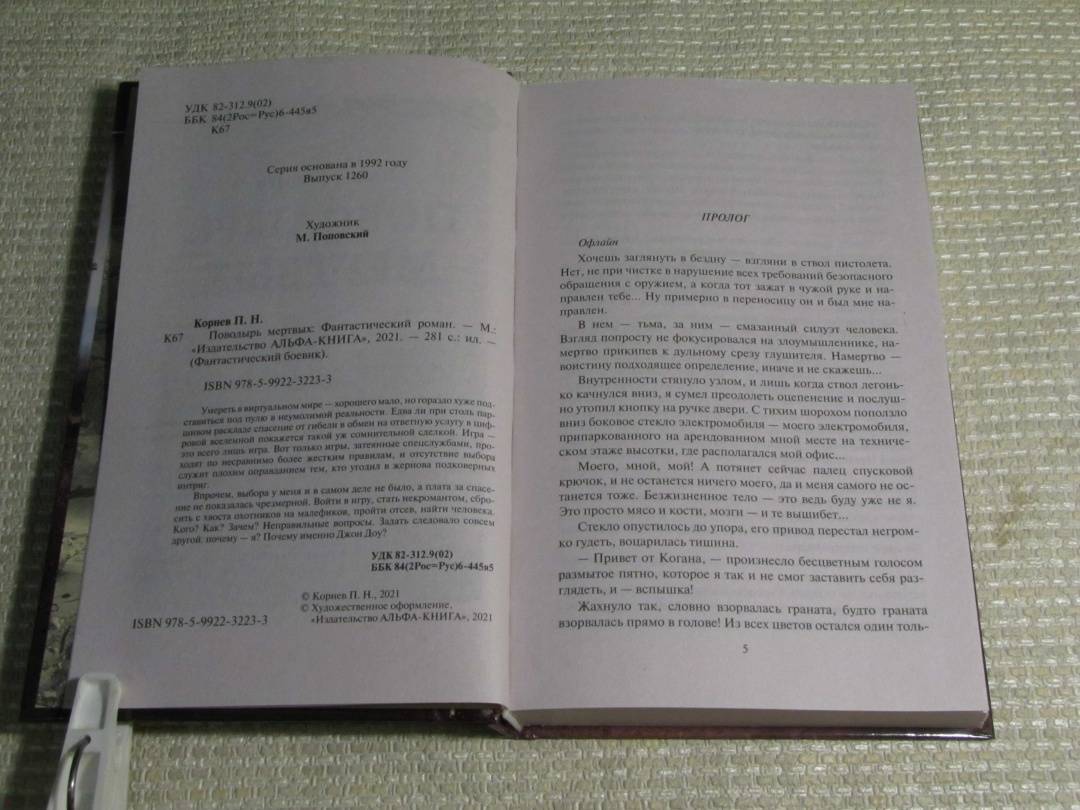 УДК 82-312.9(02)
ББК 84(2Рос=Рус)6-445я5
К67
Серия основана в 1992 году
Выпуск 1260
Художник
М. Поповский
Корнев П. Н.
К67 Поводырь мертвых: Фантастический роман. — М.:
«Издательство АЛЬФА-КНИГА», 2021. — 281 с.: ил. —
(Фантастический боевик).
ISBN 978-5-9922-3223-3
Умереть в виртуальном мире — хорошего мало, но гораздо хуже под-
ставиться под пулю в неумолимой реальности. Едва ли при столь пар-
шивом раскладе спасение от гибели в обмен на ответную услугу в циф-
ровой вселенной покажется такой уж сомнительной сделкой. Игра —
это всего лишь игра. Вот только игры, затеянные спецслужбами, про-
ходят по несравнимо более жестким правилам, и отсутствие выбора
служит плохим оправданием тем, кто угодил в жернова подковерных
интриг.
Впрочем, выбора у меня и в самом деле не было, а плата за спасе-
ние не показалась чрезмерной. Войти в игру, стать некромантом, сбро-
сить с хвоста охотников на малефиков, пройти отсев, найти человека.
Кого? Как? Зачем? Неправильные вопросы. Задать следовало совсем
другой: почему — я? Почему именно Джон Доу?
УДК 82-312.9(02)
ББК 84(2Рос=Рус)6-445я5
© Корнев П. Н., 2021
© Художественное оформление,
«Издательство АЛЬФА-КНИГА», 2021
ISBN 978-5-9922-3223-3
ПРОЛОГ
Офлайн
Хочешь заглянуть в бездну — взгляни в ствол пистолета.
Нет, не при чистке в нарушение всех требований безопасного
обращения с оружием, а когда тот зажат в чужой руке и на-
правлен тебе... Ну примерно в переносицу он и был мне на-
правлен.
В нем — тьма, за ним — смазанный силуэт человека.
Взгляд попросту не фокусировался на злоумышленнике, на-
мертво прикипев к дульному срезу глушителя. Намертво —
воистину подходящее определение, иначе и не скажешь...
Внутренности стянуло узлом, и лишь когда ствол легонь-
ко качнулся вниз, я сумел преодолеть оцепенение и послуш-
но утопил кнопку на ручке двери. С тихим шорохом поползло
вниз боковое стекло электромобиля — моего электромобиля,
припаркованного на арендованном мной месте на техниче-
ском этаже высотки, где располагался мой офис...
Моего, мной, мой! А потянет сейчас палец спусковой
крючок, и не останется ничего моего, да и меня самого не ос-
танется тоже. Безжизненное тело — это ведь буду уже не я.
Это просто мясо и кости, мозги — и те вышибет...
Стекло опустилось до упора, его привод перестал негром-
ко гудеть, воцарилась тишина.
— Привет от Когана, — произнесло бесцветным голосом
размытое пятно, которое я так и не смог заставить себя раз-
глядеть, и — вспышка!
Жахнуло так, словно взорвалась граната, будто граната
взорвалась прямо в голове! Из всех цветов остался один толь-
5